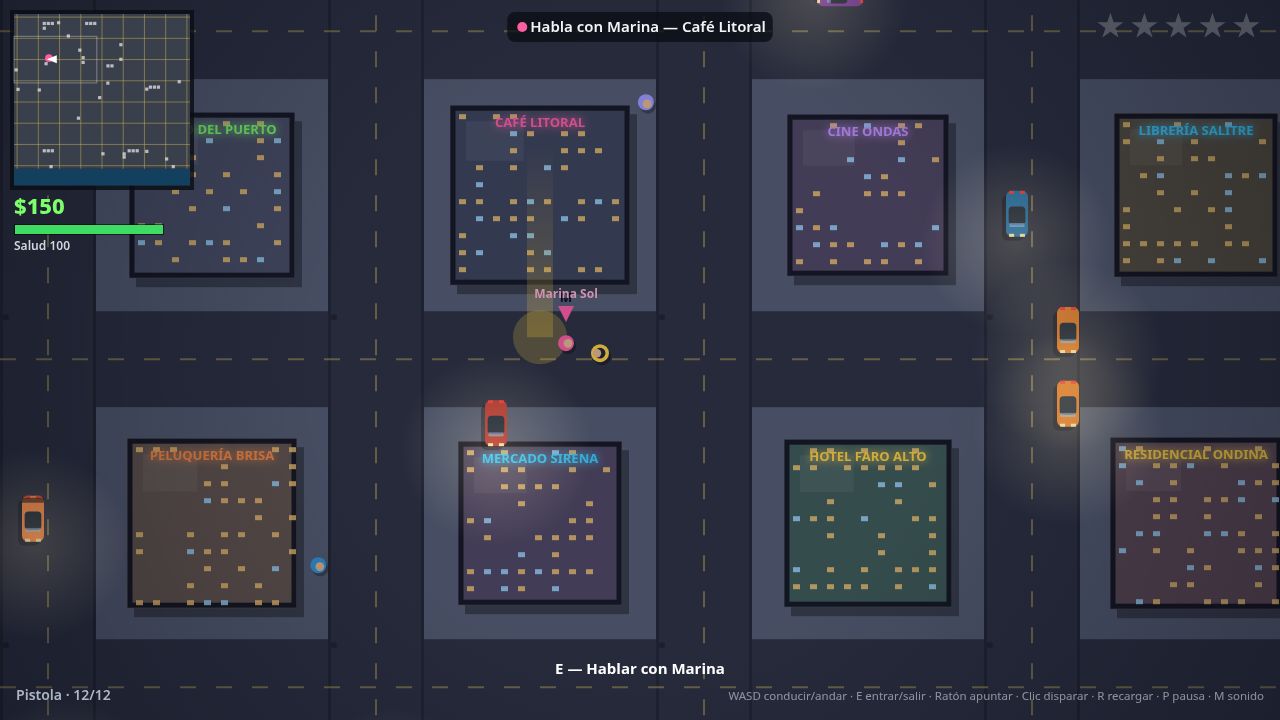 Habla con Marina — Café Litoral
DEL PUERTO
CAFÉ LITORAL
CINE ONDAS
LIBRERÍA SALITRE
$150
Salud 100
Marina Sol
PELUQUERÍA BRISA
MERCADO SIRENA
HOTEL FARO ALTO
RESIDENCIAL ONDINA
E — Hablar con Marina
Pistola · 12/12
WASD conducir/andar · E entrar/salir · Ratón apuntar · Clic disparar · R recargar · P pausa · M sonido